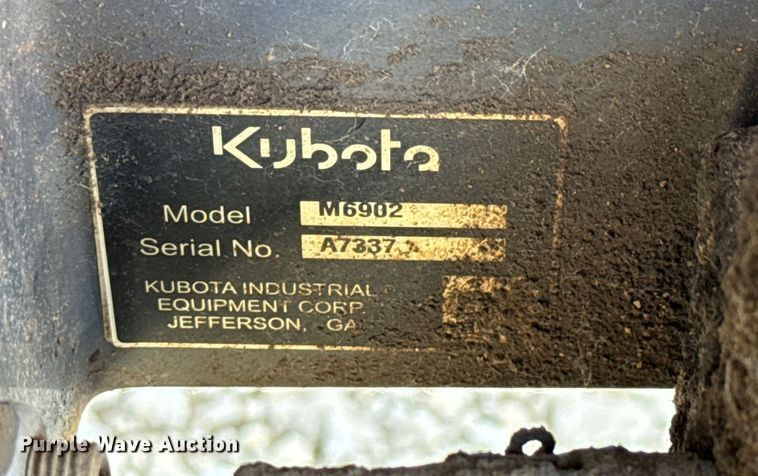 Kubota
Model M6902
Serial No. A7337
KUBOTA INDUSTRIAL
EQUIPMENT CORP.
JEFFERSON, GA
Purple Wave Auction